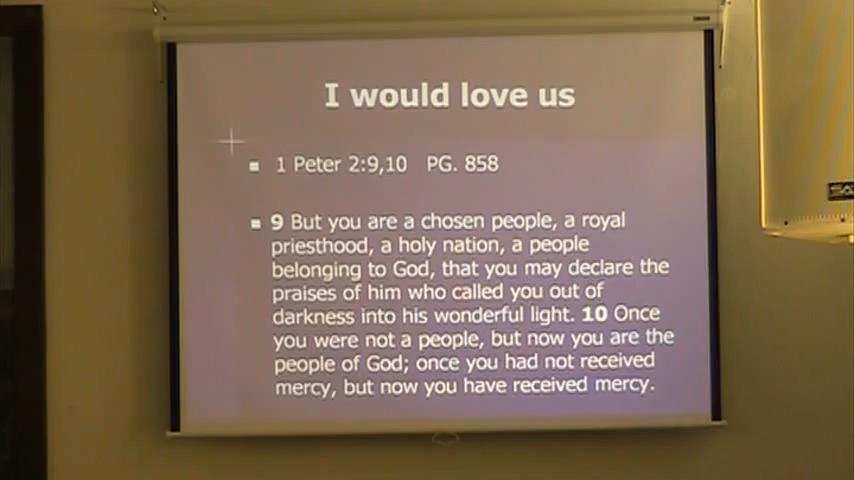 I would love us
1 Peter 2:9,10 PG. 858
9 But you are a chosen people, a royal
priesthood, a holy nation, a people
belonging to God, that you may declare the
praises of him who called you out of
darkness into his wonderful light. 10 Once
you were not a people, but now you are the
people of God; once you had not received
mercy, but now you have received mercy.